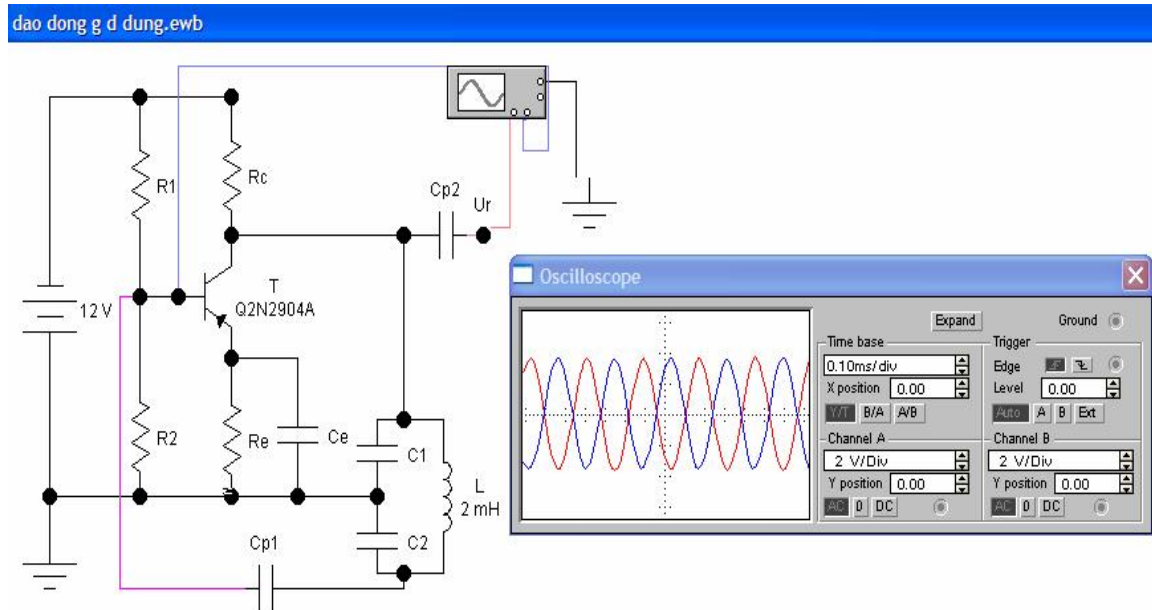 dao dong g d dung.ewb
R1
Rc
Cp2
Ur
T
Q2N2904A
12 V
R2
Re
Ce
C1
L
2 mH
C2
Cp1
Oscilloscope
Expand
Ground
Time base
0.10ms/div
X position 0.00
Y/T B/A A/B
Trigger
Edge
Level 0.00
Auto A B Ext
Channel A
2 V/Div
Y position 0.00
AC 0 DC
Channel B
2 V/Div
Y position 0.00
AC 0 DC